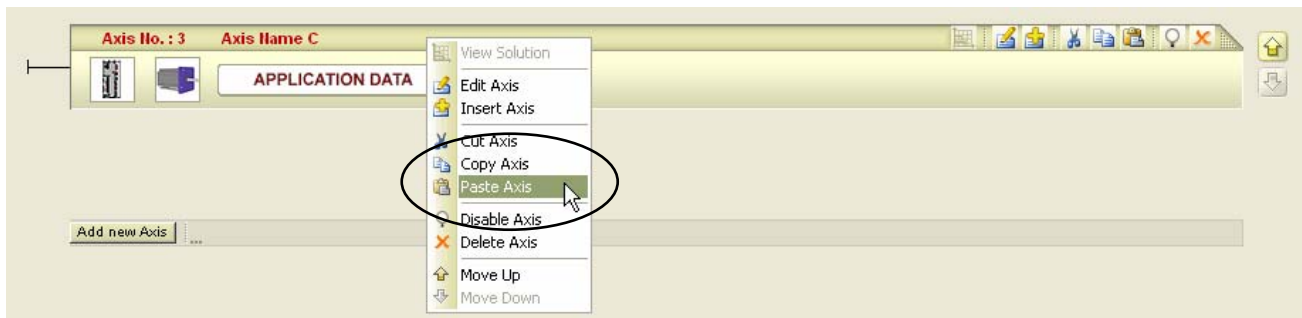 Axis No. : 3 Axis Name C
APPLICATION DATA
View Solution
Edit Axis
Insert Axis
Cut Axis
Copy Axis
Paste Axis
Disable Axis
Delete Axis
Move Up
Move Down
Add new Axis ...